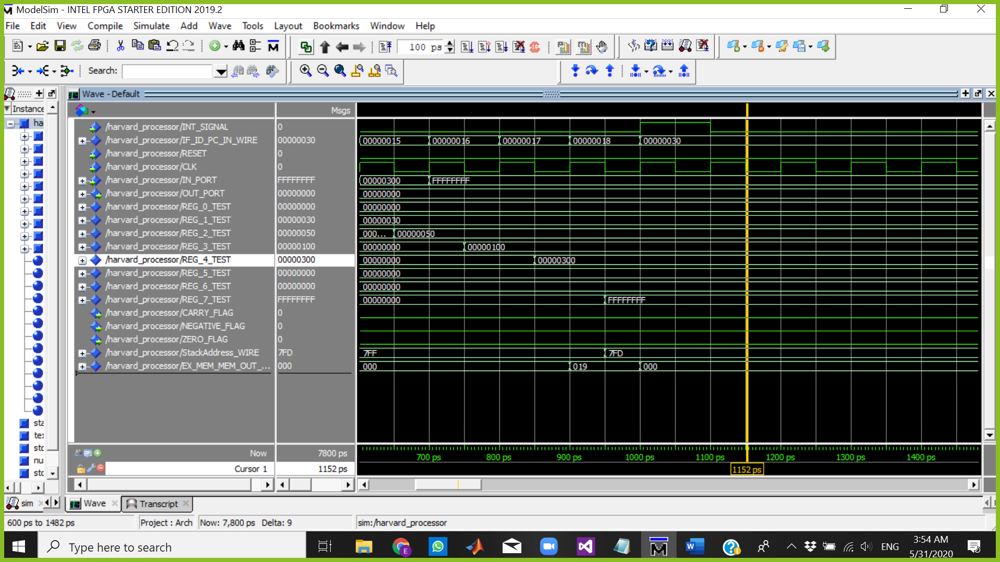 ModelSim - INTEL FPGA STARTER EDITION 2019.2
File Edit View Compile Simulate Add Wave Tools Layout Bookmarks Window Help
100 ps
Search:
Wave - Default
Instance
Msgs
ha
/harvard_processor/INT_SIGNAL 0
/harvard_processor/IF_ID_PC_IN_WIRE 00000030 00000015 00000016 00000017 00000018 00000030
/harvard_processor/RESET 0
/harvard_processor/CLK 0
/harvard_processor/IN_PORT FFFFFFFF 00000300 FFFFFFFF
/harvard_processor/OUT_PORT 00000000 00000000
/harvard_processor/REG_0_TEST 00000000 00000000
/harvard_processor/REG_1_TEST 00000030 00000030
/harvard_processor/REG_2_TEST 00000050 000... 00000050
/harvard_processor/REG_3_TEST 00000100 00000000 00000100
/harvard_processor/REG_4_TEST 00000300 00000000 00000300
/harvard_processor/REG_5_TEST 00000000 00000000
/harvard_processor/REG_6_TEST 00000000 00000000
/harvard_processor/REG_7_TEST FFFFFFFF 00000000 FFFFFFFF
/harvard_processor/CARRY_FLAG 0
/harvard_processor/NEGATIVE_FLAG 0
/harvard_processor/ZERO_FLAG 0
/harvard_processor/StackAddress_WIRE 7FD 7FF 7FD
/harvard_processor/EX_MEM_MEM_OUT_... 000 000 019 000
sta
tex
std
nu
std
Now 7800 ps 700 ps 800 ps 900 ps 1000 ps 1100 ps 1200 ps 1300 ps 1400 ps
Cursor 1 1152 ps 1152 ps
sim Wave Transcript
600 ps to 1482 ps Project : Arch Now: 7,800 ps Delta: 9 sim:/harvard_processor
Type here to search
E
W
ENG
3:54 AM
5/31/2020